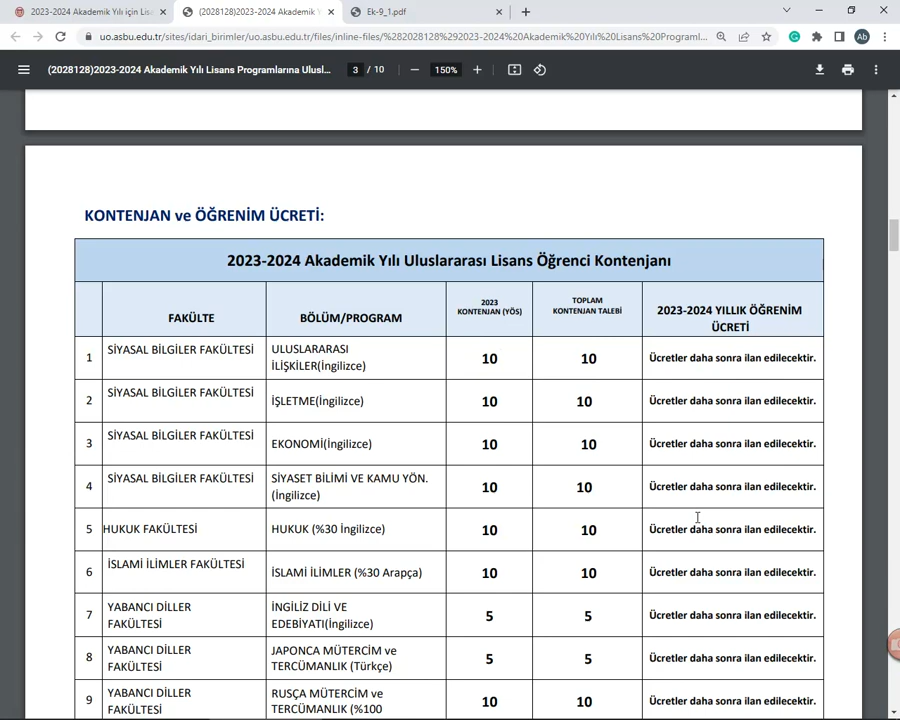 2023-2024 Akademik Yılı için Lis
(2028128)2023-2024 Akademik Y
Ek-9_1.pdf
uo.asbu.edu.tr/sites/idari_birimler/uo.asbu.edu.tr/files/inline-files/%282028128%292023-2024%20Akademik%20Yılı%20Lisans%20Programl...
Ab
(2028128)2023-2024 Akademik Yılı Lisans Programlarına Ulusl...
3 / 10
150%
KONTENJAN ve ÖĞRENİM ÜCRETİ:
2023-2024 Akademik Yılı Uluslararası Lisans Öğrenci Kontenjanı
FAKÜLTE
BÖLÜM/PROGRAM
2023
KONTENJAN (YÖS)
TOPLAM
KONTENJAN TALEBİ
2023-2024 YILLIK ÖĞRENİM
ÜCRETİ
1
SİYASAL BİLGİLER FAKÜLTESİ
ULUSLARARASI
İLİŞKİLER(İngilizce)
10
10
Ücretler daha sonra ilan edilecektir.
2
SİYASAL BİLGİLER FAKÜLTESİ
İŞLETME(İngilizce)
10
10
Ücretler daha sonra ilan edilecektir.
3
SİYASAL BİLGİLER FAKÜLTESİ
EKONOMİ(İngilizce)
10
10
Ücretler daha sonra ilan edilecektir.
4
SİYASAL BİLGİLER FAKÜLTESİ
SİYASET BİLİMİ VE KAMU YÖN.
(İngilizce)
10
10
Ücretler daha sonra ilan edilecektir.
5
HUKUK FAKÜLTESİ
HUKUK (%30 İngilizce)
10
10
Ücretler daha sonra ilan edilecektir.
6
İSLAMİ İLİMLER FAKÜLTESİ
İSLAMİ İLİMLER (%30 Arapça)
10
10
Ücretler daha sonra ilan edilecektir.
7
YABANCI DİLLER
FAKÜLTESİ
İNGİLİZ DİLİ VE
EDEBİYATI(İngilizce)
5
5
Ücretler daha sonra ilan edilecektir.
8
YABANCI DİLLER
FAKÜLTESİ
JAPONCA MÜTERCİM ve
TERCÜMANLIK (Türkçe)
5
5
Ücretler daha sonra ilan edilecektir.
9
YABANCI DİLLER
FAKÜLTESİ
RUSÇA MÜTERCİM ve
TERCÜMANLIK (%100
10
10
Ücretler daha sonra ilan edilecektir.